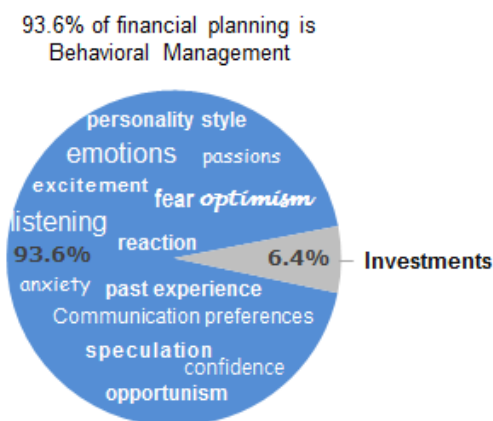 93.6% of financial planning is
Behavioral Management
personality style
emotions passions
excitement
fear optimism
listening
reaction
93.6%
6.4%
Investments
anxiety past experience
Communication preferences
speculation
confidence
opportunism